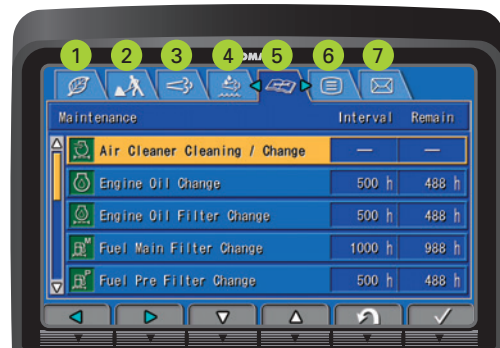 1 2 3 4 5 6 7
OMA
Maintenance Interval Remain
Air Cleaner Cleaning / Change — —
Engine Oil Change 500 h 488 h
Engine Oil Filter Change 500 h 488 h
M Fuel Main Filter Change 1000 h 988 h
P Fuel Pre Filter Change 500 h 488 h